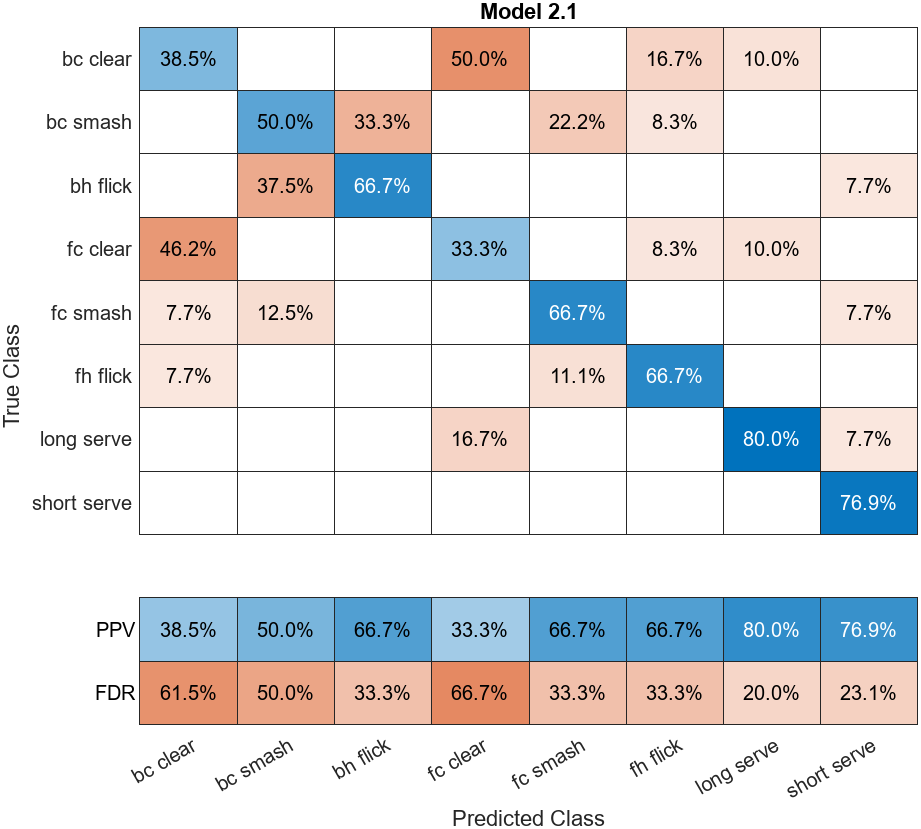 Model 2.1
bc clear 38.5% 50.0% 16.7% 10.0%
bc smash 50.0% 33.3% 22.2% 8.3%
bh flick 37.5% 66.7% 7.7%
fc clear 46.2% 33.3% 8.3% 10.0%
fc smash 7.7% 12.5% 66.7% 7.7%
fh flick 7.7% 11.1% 66.7%
long serve 16.7% 80.0% 7.7%
short serve 76.9%
True Class
PPV 38.5% 50.0% 66.7% 33.3% 66.7% 66.7% 80.0% 76.9%
FDR 61.5% 50.0% 33.3% 66.7% 33.3% 33.3% 20.0% 23.1%
bc clear bc smash bh flick fc clear fc smash fh flick long serve short serve
Predicted Class